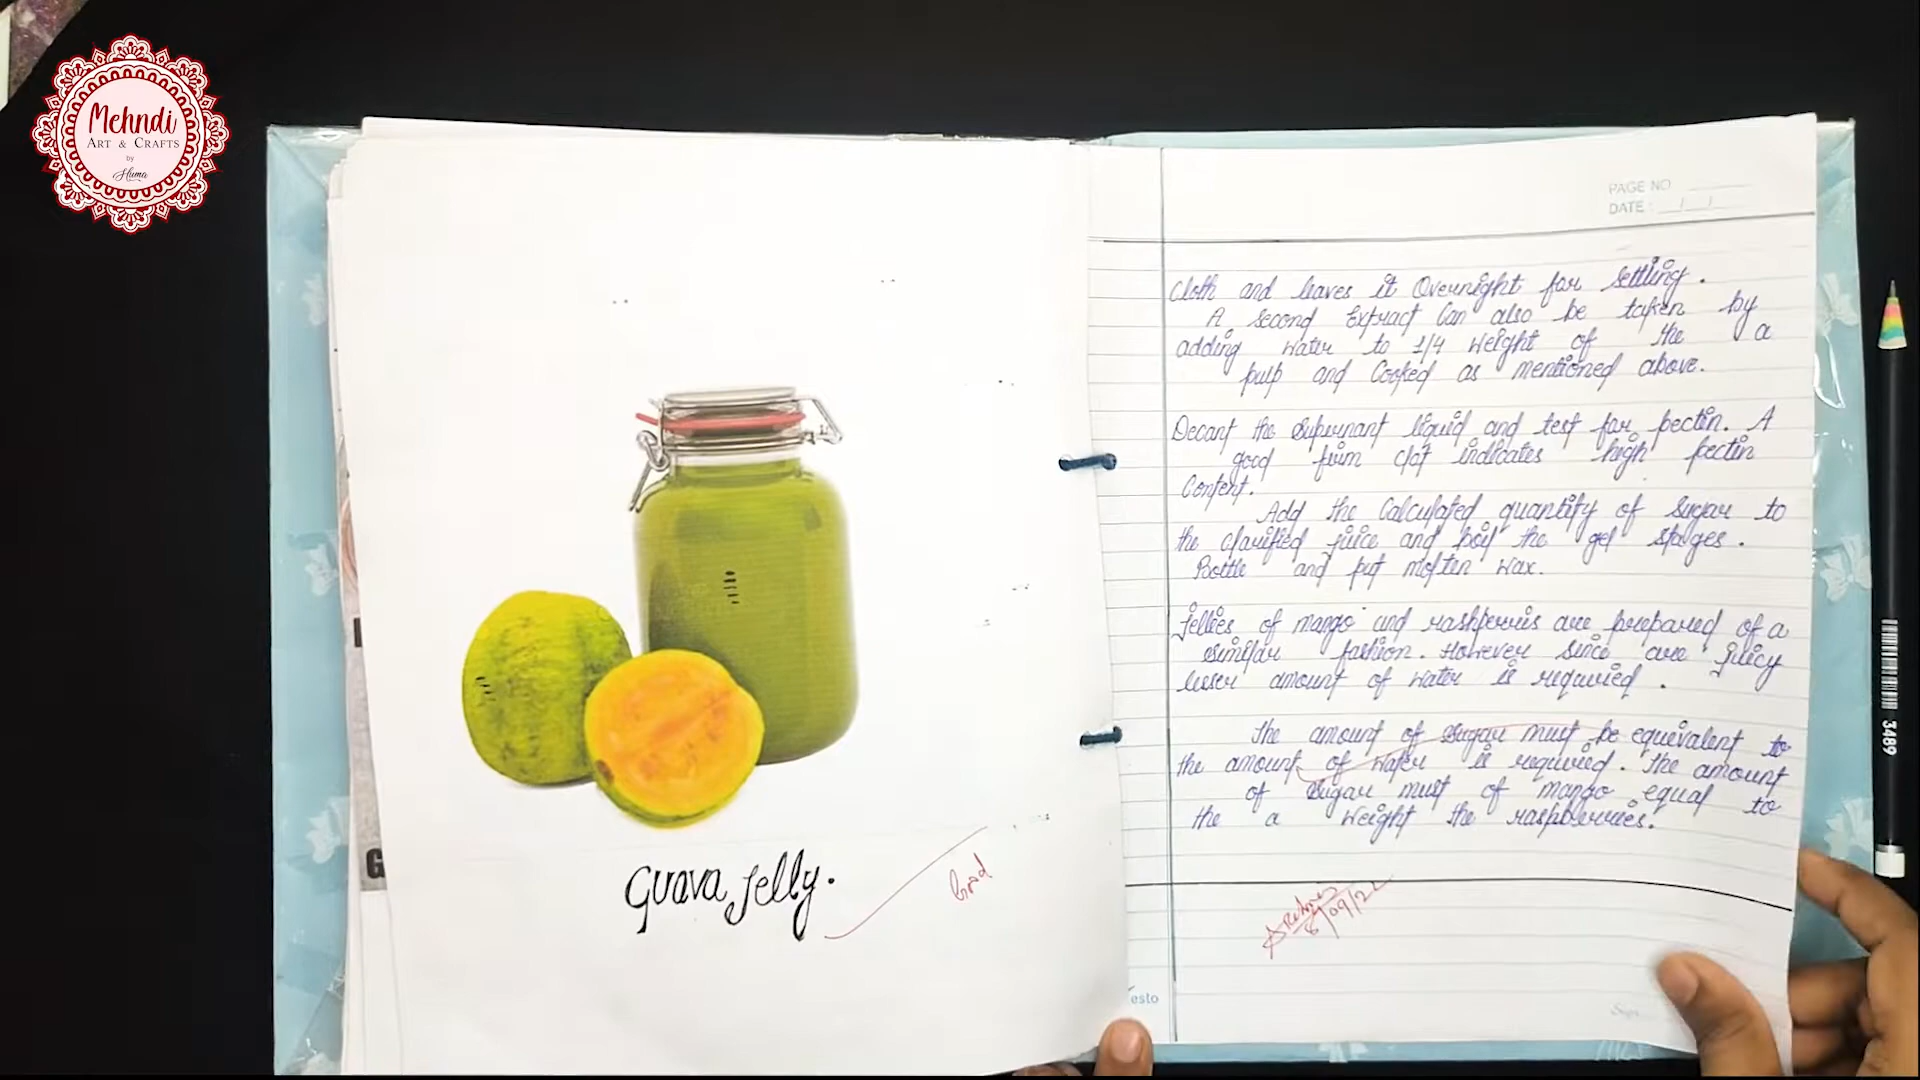 Mehndi
ART & CRAFTS
by
Huma
PAGE NO
DATE : / /
Cloth and leaves it Overnight for settling.
A second Extract Can also be taken by
adding water to 1/4 weight of the a
pulp and Cooked as mentioned above.
Decant the supernant liquid and test for pectin. A
good firm clot indicates high pectin
Content.
Add the Calculated quantity of sugar to
the clarified juice and boil the gel stages.
Bottle and put molten wax.
Jellies of mango and rashperris are prepared of a
similar fashion. However since are juicy
lesser amount of water is requried.
The amount of sugar must be equivalent to
the amount of water is requried. The amount
of sugar must of mango equal to
the a weight the raspberries.
Guava Jelly.
Good
09/2
esto
3489
G